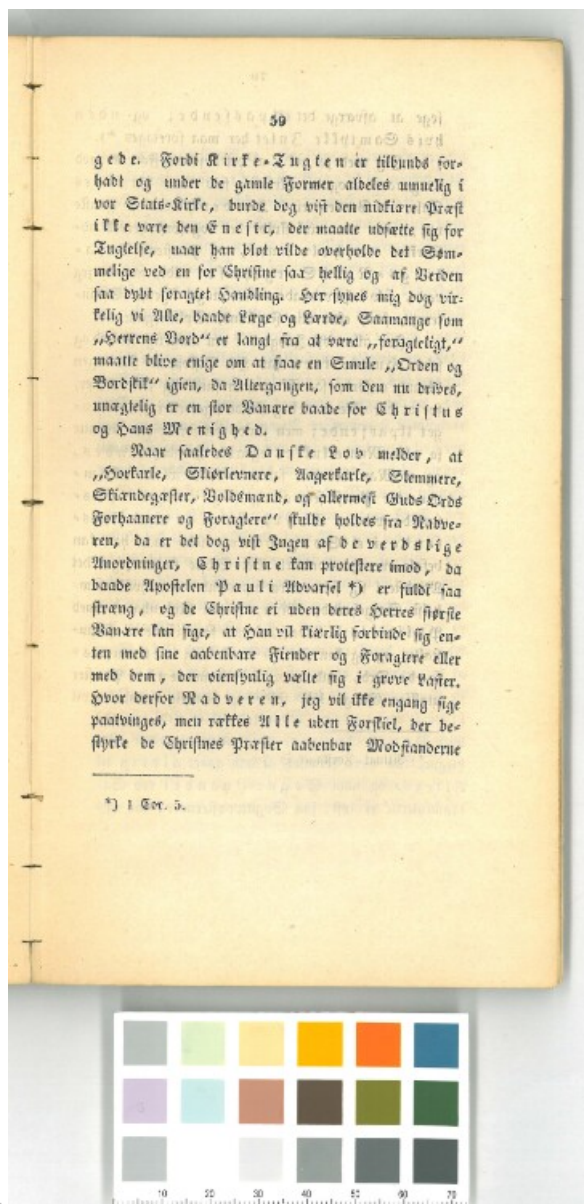 59
gede. Fordi Kirke-Tugten er tilbunds for-
hadt og under de gamle Former aldeles umuelig i
vor Stats-Kirke, burde dog vist den nidkiære Præst
ikke være den Eneste, der maatte udsætte sig for
Tugtelse, naar han blot vilde overholde det Søm-
melige ved en for Christne saa hellig og af Verden
saa dybt foragtet Handling. Her synes mig dog vir-
kelig vi Alle, baade Læge og Lærde, Saamange som
„Herrens Bord“ er langt fra at være „foragteligt,“
maatte blive enige om at faae en Smule „Orden og
Bordskik“ igien, da Altergangen, som den nu drives,
unægtelig er en stor Vanære baade for Christus
og Hans Menighed.
Naar saaledes Danske Lov melder, at
„Horkarle, Skiørlevnere, Aagerkarle, Slemmere,
Skiændegæster, Voldsmænd, og allermest Guds Ords
Forhaanere og Foragtere“ skulde holdes fra Nadve-
ren, da er det dog vist Ingen af de verdslige
Anordninger, Christne kan protestere imod, da
baade Apostelen Pauli Advarsel *) er fuldt saa
stræng, og de Christne ei uden deres Herres største
Vanære kan sige, at Han vil kiærlig forbinde sig en-
ten med sine aabenbare Fiender og Foragtere eller
med dem, der øiensynlig vælte sig i grove Laster.
Hvor derfor Nadveren, jeg vil ikke engang sige
paatvinges, men rækkes Alle uden Forskiel, der be-
styrke de Christnes Præster aabenbar Modstanderne
*) 1 Cor. 5.
10 20 30 40 50 60 70